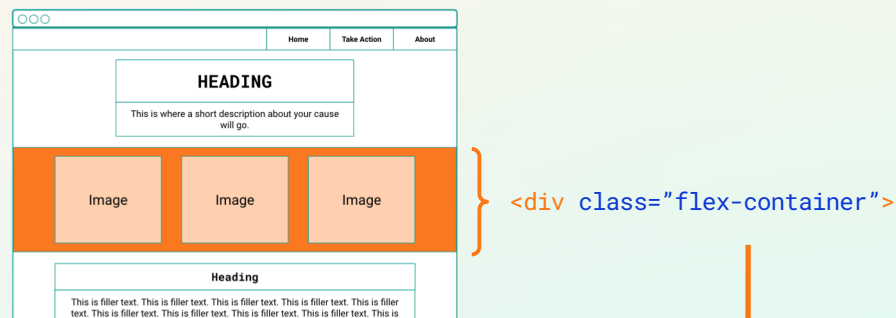 Home Take Action About
HEADING
This is where a short description about your cause
will go.
Image Image Image
<div class=”flex-container”>
Heading
This is filler text. This is filler text. This is filler text. This is filler text. This is filler
text. This is filler text. This is filler text. This is filler text. This is filler text. This is